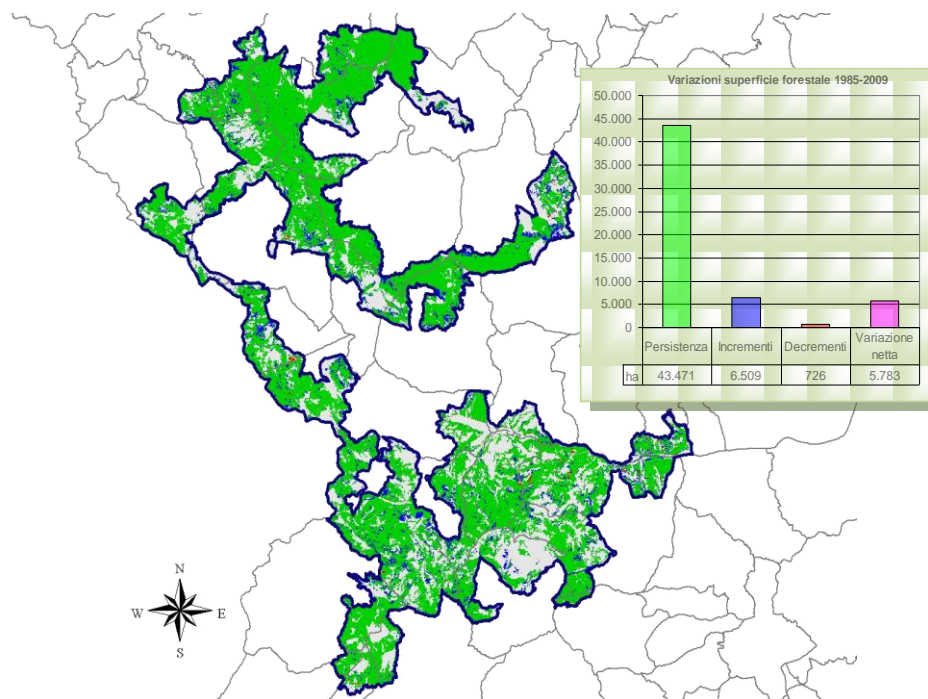 Variazioni superficie forestale 1985-2009
50.000
45.000
40.000
35.000
30.000
25.000
20.000
15.000
10.000
5.000
0
Persistenza Incrementi Decrementi Variazione netta
ha 43.471 6.509 726 5.783
N
W E
S